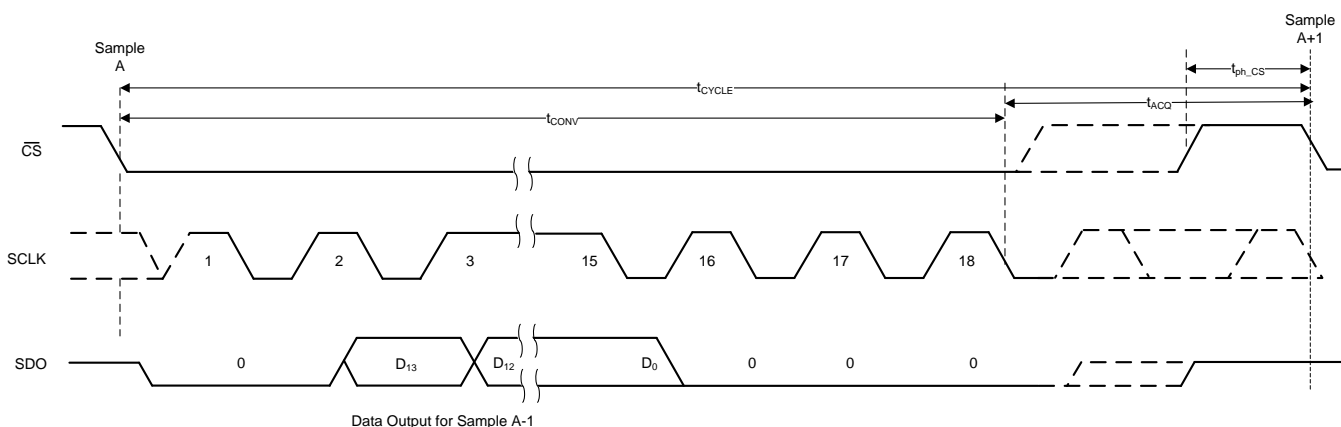 Sample
A
Sample
A+1
tph_CS
tCYCLE
tACQ
tCONV
CS
SCLK
1
2
3
15
16
17
18
SDO
0
D13
D12
D0
0
0
0
Data Output for Sample A-1